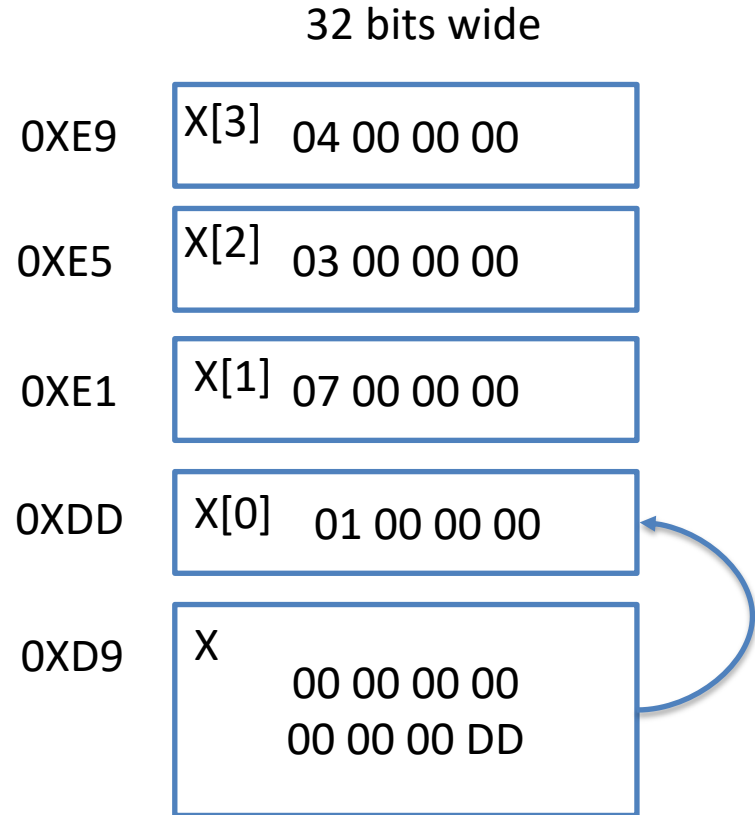 32 bits wide
0XE9 X[3] 04 00 00 00
0XE5 X[2] 03 00 00 00
0XE1 X[1] 07 00 00 00
0XDD X[0] 01 00 00 00
0XD9 X
00 00 00 00
00 00 00 DD